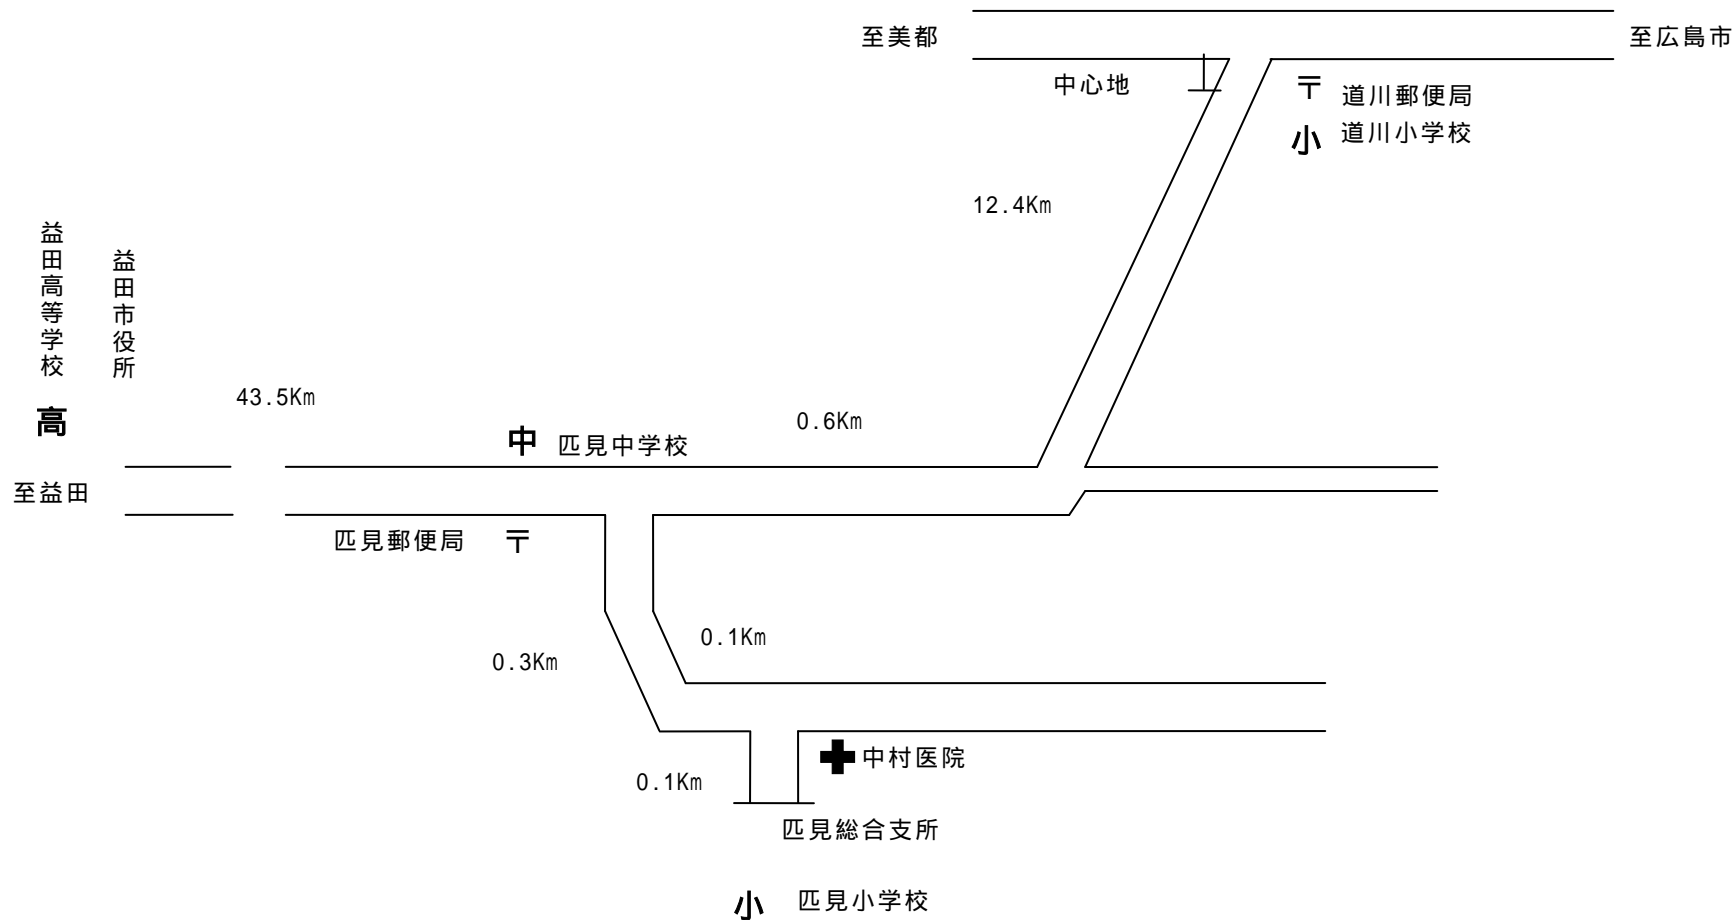 至美都
至広島市
中心地
〒 道川郵便局
小 道川小学校
12.4Km
益田高等学校
益田市役所
高
43.5Km
0.6Km
中 匹見中学校
至益田
匹見郵便局 〒
0.1Km
0.3Km
中村医院
0.1Km
匹見総合支所
小 匹見小学校